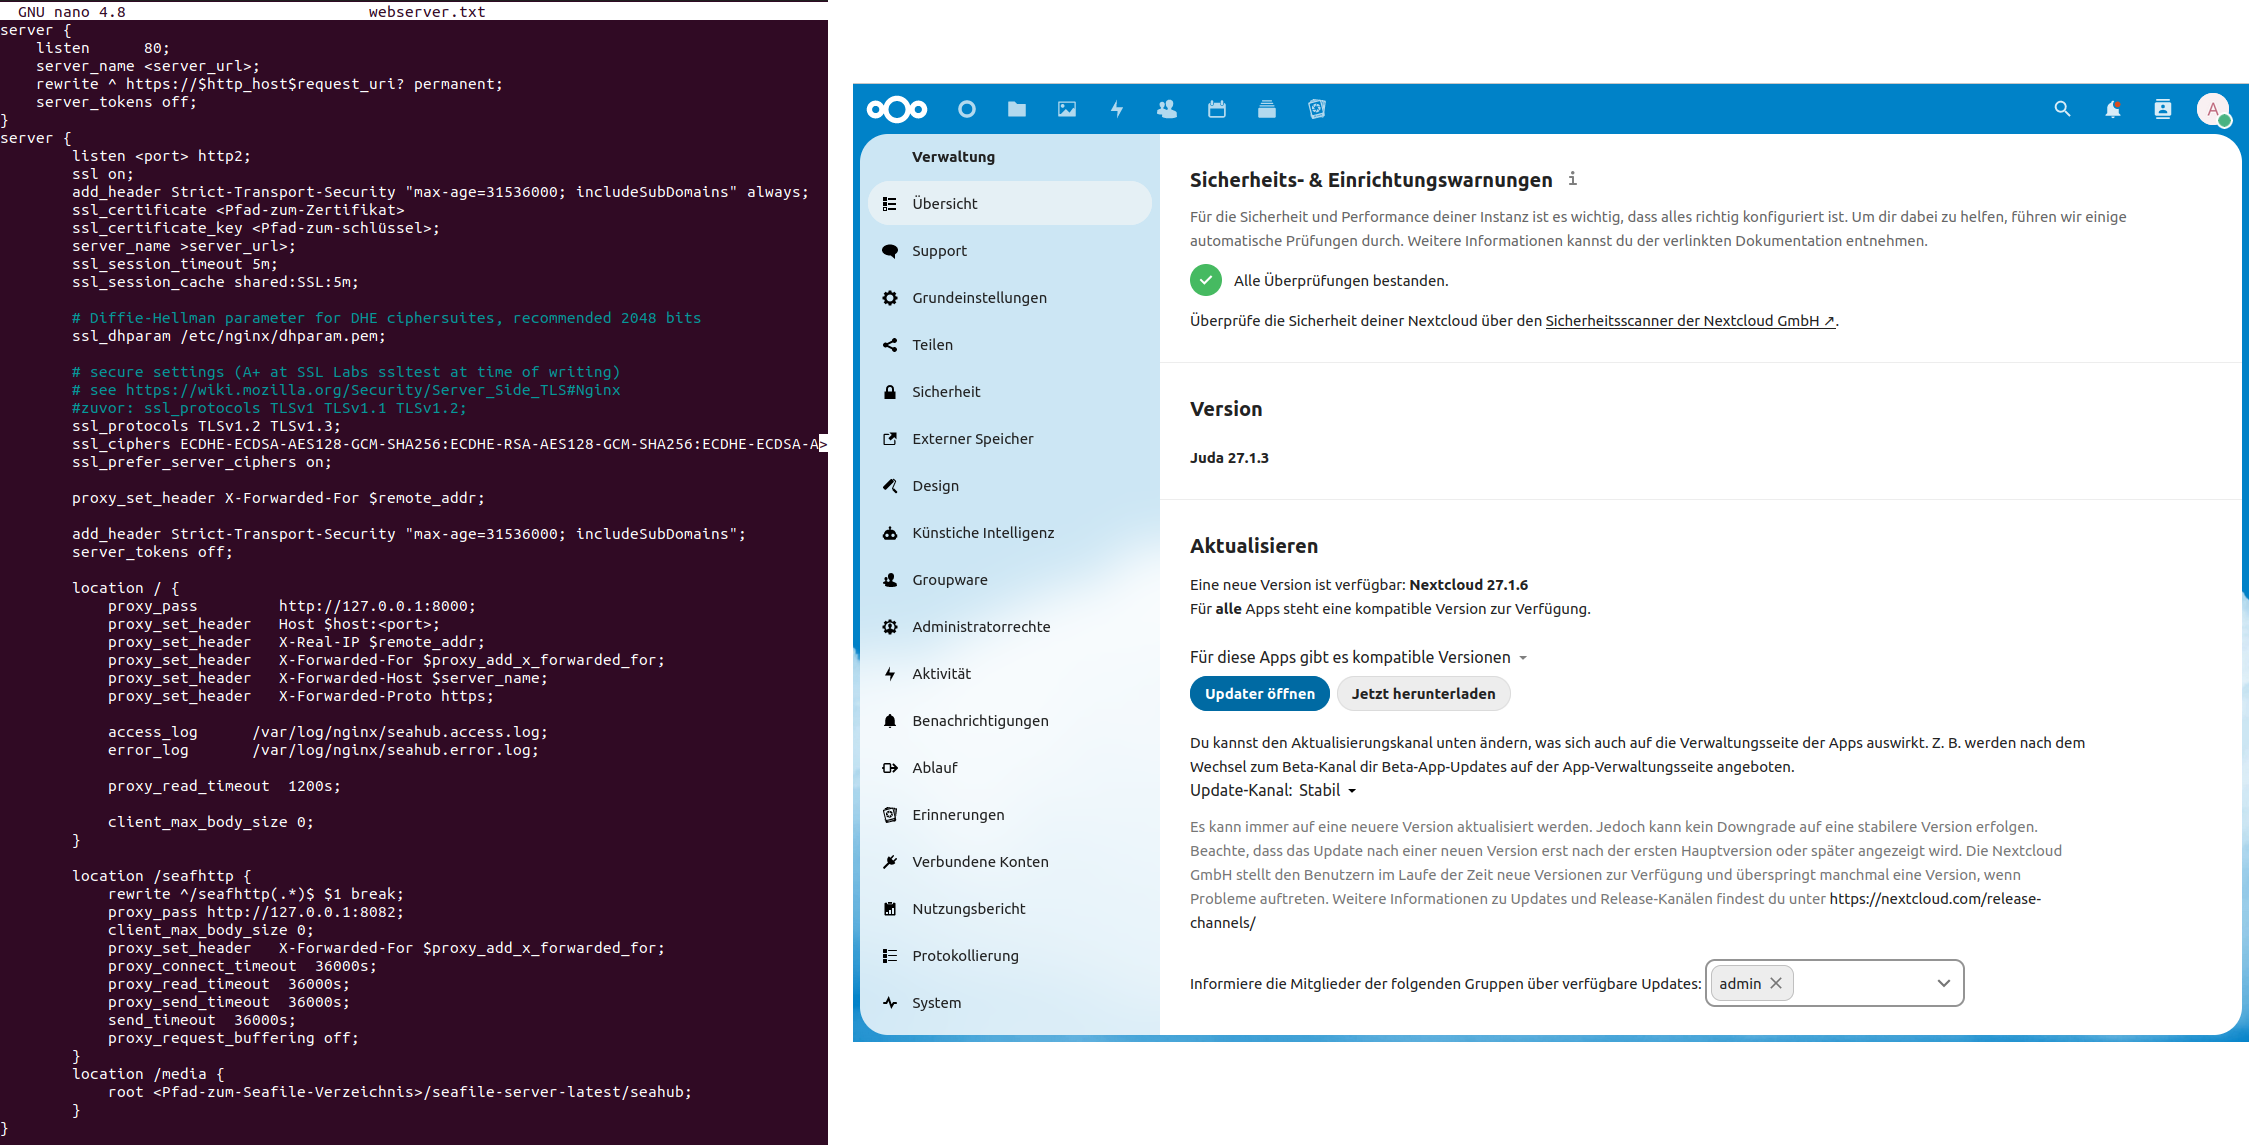 GNU nano 4.8 webserver.txt
server {
listen 80;
server_name <server_url>;
rewrite ^ https://$http_host$request_uri? permanent;
server_tokens off;
}
server {
listen <port> http2;
ssl on;
add_header Strict-Transport-Security "max-age=31536000; includeSubDomains" always;
ssl_certificate <Pfad-zum-Zertifikat>
ssl_certificate_key <Pfad-zum-schlüssel>;
server_name >server_url>;
ssl_session_timeout 5m;
ssl_session_cache shared:SSL:5m;
# Diffie-Hellman parameter for DHE ciphersuites, recommended 2048 bits
ssl_dhparam /etc/nginx/dhparam.pem;
# secure settings (A+ at SSL Labs ssltest at time of writing)
# see https://wiki.mozilla.org/Security/Server_Side_TLS#Nginx
#zuvor: ssl_protocols TLSv1 TLSv1.1 TLSv1.2;
ssl_protocols TLSv1.2 TLSv1.3;
ssl_ciphers ECDHE-ECDSA-AES128-GCM-SHA256:ECDHE-RSA-AES128-GCM-SHA256:ECDHE-ECDSA-A>
ssl_prefer_server_ciphers on;
proxy_set_header X-Forwarded-For $remote_addr;
add_header Strict-Transport-Security "max-age=31536000; includeSubDomains";
server_tokens off;
location / {
proxy_pass http://127.0.0.1:8000;
proxy_set_header Host $host:<port>;
proxy_set_header X-Real-IP $remote_addr;
proxy_set_header X-Forwarded-For $proxy_add_x_forwarded_for;
proxy_set_header X-Forwarded-Host $server_name;
proxy_set_header X-Forwarded-Proto https;
access_log /var/log/nginx/seahub.access.log;
error_log /var/log/nginx/seahub.error.log;
proxy_read_timeout 1200s;
client_max_body_size 0;
}
location /seafhttp {
rewrite ^/seafhttp(.*)$ $1 break;
proxy_pass http://127.0.0.1:8082;
client_max_body_size 0;
proxy_set_header X-Forwarded-For $proxy_add_x_forwarded_for;
proxy_connect_timeout 36000s;
proxy_read_timeout 36000s;
proxy_send_timeout 36000s;
send_timeout 36000s;
proxy_request_buffering off;
}
location /media {
root <Pfad-zum-Seafile-Verzeichnis>/seafile-server-latest/seahub;
}
}
A
Verwaltung
Übersicht
Support
Grundeinstellungen
Teilen
Sicherheit
Externer Speicher
Design
Künstiche Intelligenz
Groupware
Administratorrechte
Aktivität
Benachrichtigungen
Ablauf
Erinnerungen
Verbundene Konten
Nutzungsbericht
Protokollierung
System
Sicherheits- & Einrichtungswarnungen i
Für die Sicherheit und Performance deiner Instanz ist es wichtig, dass alles richtig konfiguriert ist. Um dir dabei zu helfen, führen wir einige
automatische Prüfungen durch. Weitere Informationen kannst du der verlinkten Dokumentation entnehmen.
Alle Überprüfungen bestanden.
Überprüfe die Sicherheit deiner Nextcloud über den Sicherheitsscanner der Nextcloud GmbH ↗.
Version
Juda 27.1.3
Aktualisieren
Eine neue Version ist verfügbar: Nextcloud 27.1.6
Für alle Apps steht eine kompatible Version zur Verfügung.
Für diese Apps gibt es kompatible Versionen
Updater öffnen Jetzt herunterladen
Du kannst den Aktualisierungskanal unten ändern, was sich auch auf die Verwaltungsseite der Apps auswirkt. Z. B. werden nach dem
Wechsel zum Beta-Kanal dir Beta-App-Updates auf der App-Verwaltungsseite angeboten.
Update-Kanal: Stabil
Es kann immer auf eine neuere Version aktualisiert werden. Jedoch kann kein Downgrade auf eine stabilere Version erfolgen.
Beachte, dass das Update nach einer neuen Version erst nach der ersten Hauptversion oder später angezeigt wird. Die Nextcloud
GmbH stellt den Benutzern im Laufe der Zeit neue Versionen zur Verfügung und überspringt manchmal eine Version, wenn
Probleme auftreten. Weitere Informationen zu Updates und Release-Kanälen findest du unter https://nextcloud.com/release-
channels/
Informiere die Mitglieder der folgenden Gruppen über verfügbare Updates: admin